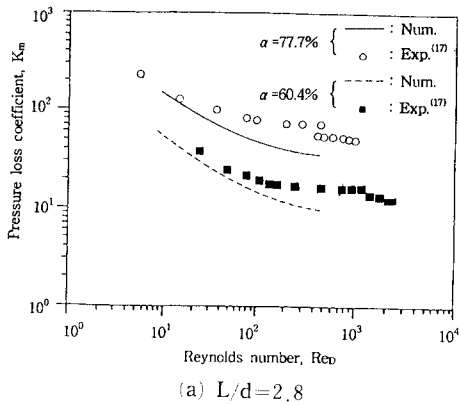 Pressure loss coefficient, Km
10³
10²
10¹
10⁰
α=77.7%
: Num.
: Exp.(17)
α=60.4%
: Num.
: Exp.(17)
10⁰ 10¹ 10² 10³ 10⁴
Reynolds number, ReD
(a) L/d=2.8